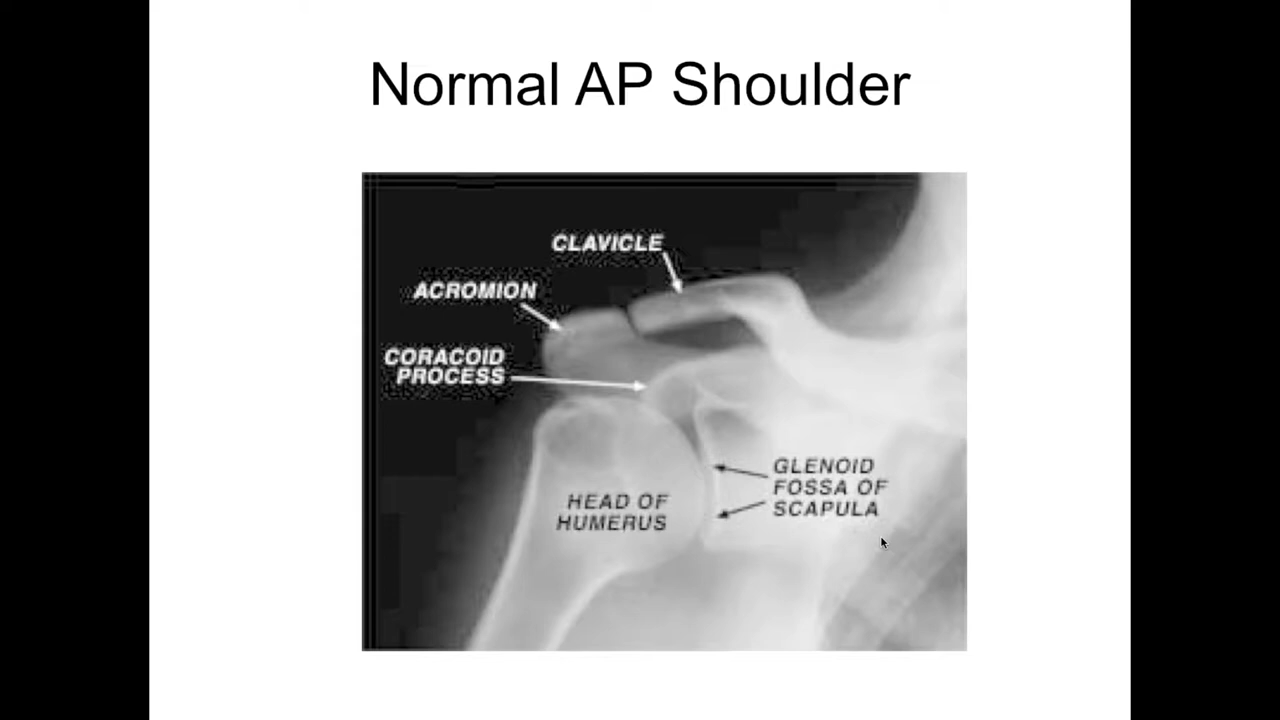 Normal AP Shoulder
CLAVICLE
ACROMION
CORACOID
PROCESS
GLENOID
FOSSA OF
SCAPULA
HEAD OF
HUMERUS